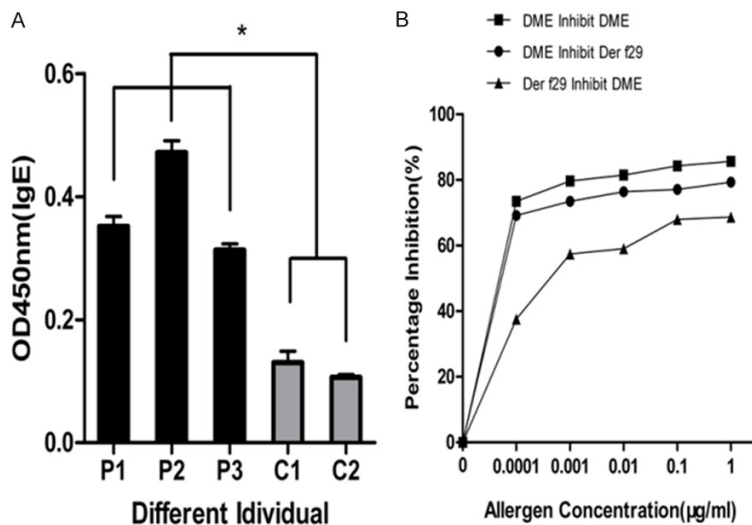 A
*
OD450nm(IgE)
0.6
0.4
0.2
0.0
P1 P2 P3 C1 C2
Different Idividual
B
DME Inhibit DME
DME Inhibit Der f29
Der f29 Inhibit DME
Percentage Inhibition(%)
100
80
60
40
20
0
0 0.0001 0.001 0.01 0.1 1
Allergen Concentration(µg/ml)